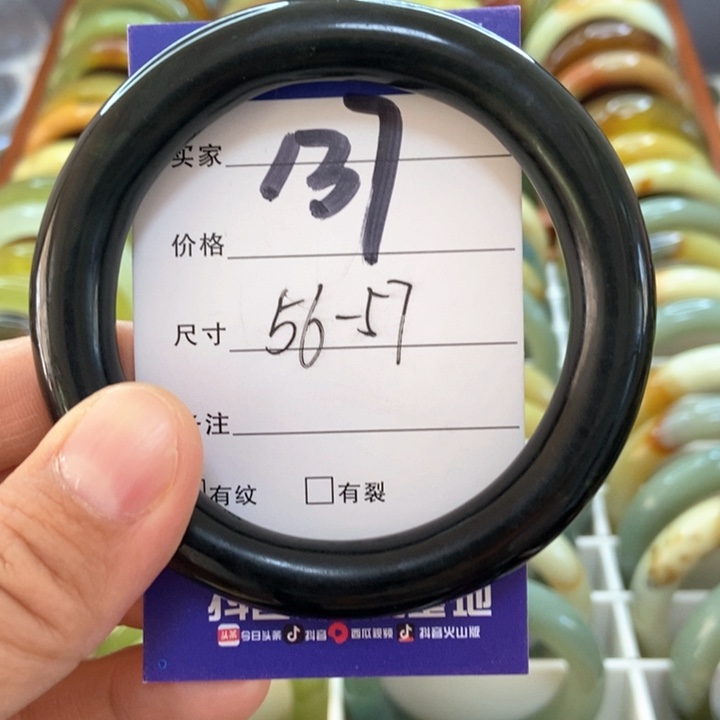 买家 137
价格
尺寸 56-57
注
有纹 □有裂
今日头条 抖音 西瓜视频 抖音火山版